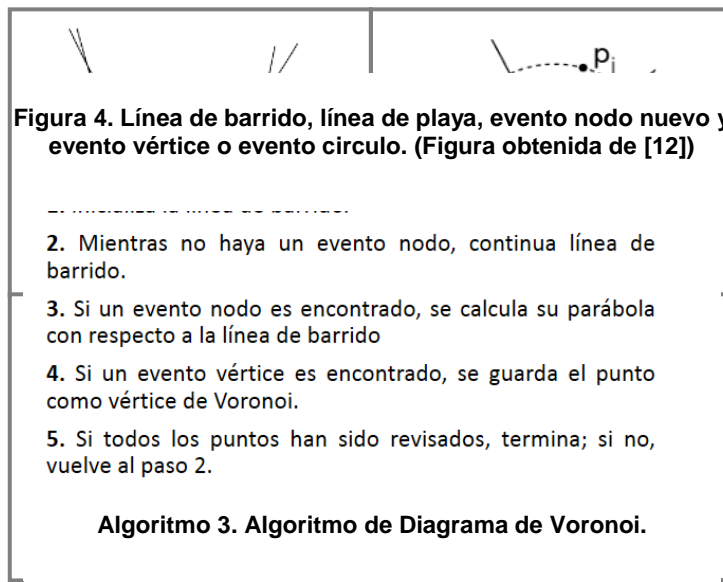 pi
Figura 4. Línea de barrido, línea de playa, evento nodo nuevo y
evento vértice o evento circulo. (Figura obtenida de [12])
2. Mientras no haya un evento nodo, continua línea de
barrido.
3. Si un evento nodo es encontrado, se calcula su parábola
con respecto a la línea de barrido
4. Si un evento vértice es encontrado, se guarda el punto
como vértice de Voronoi.
5. Si todos los puntos han sido revisados, termina; si no,
vuelve al paso 2.
Algoritmo 3. Algoritmo de Diagrama de Voronoi.